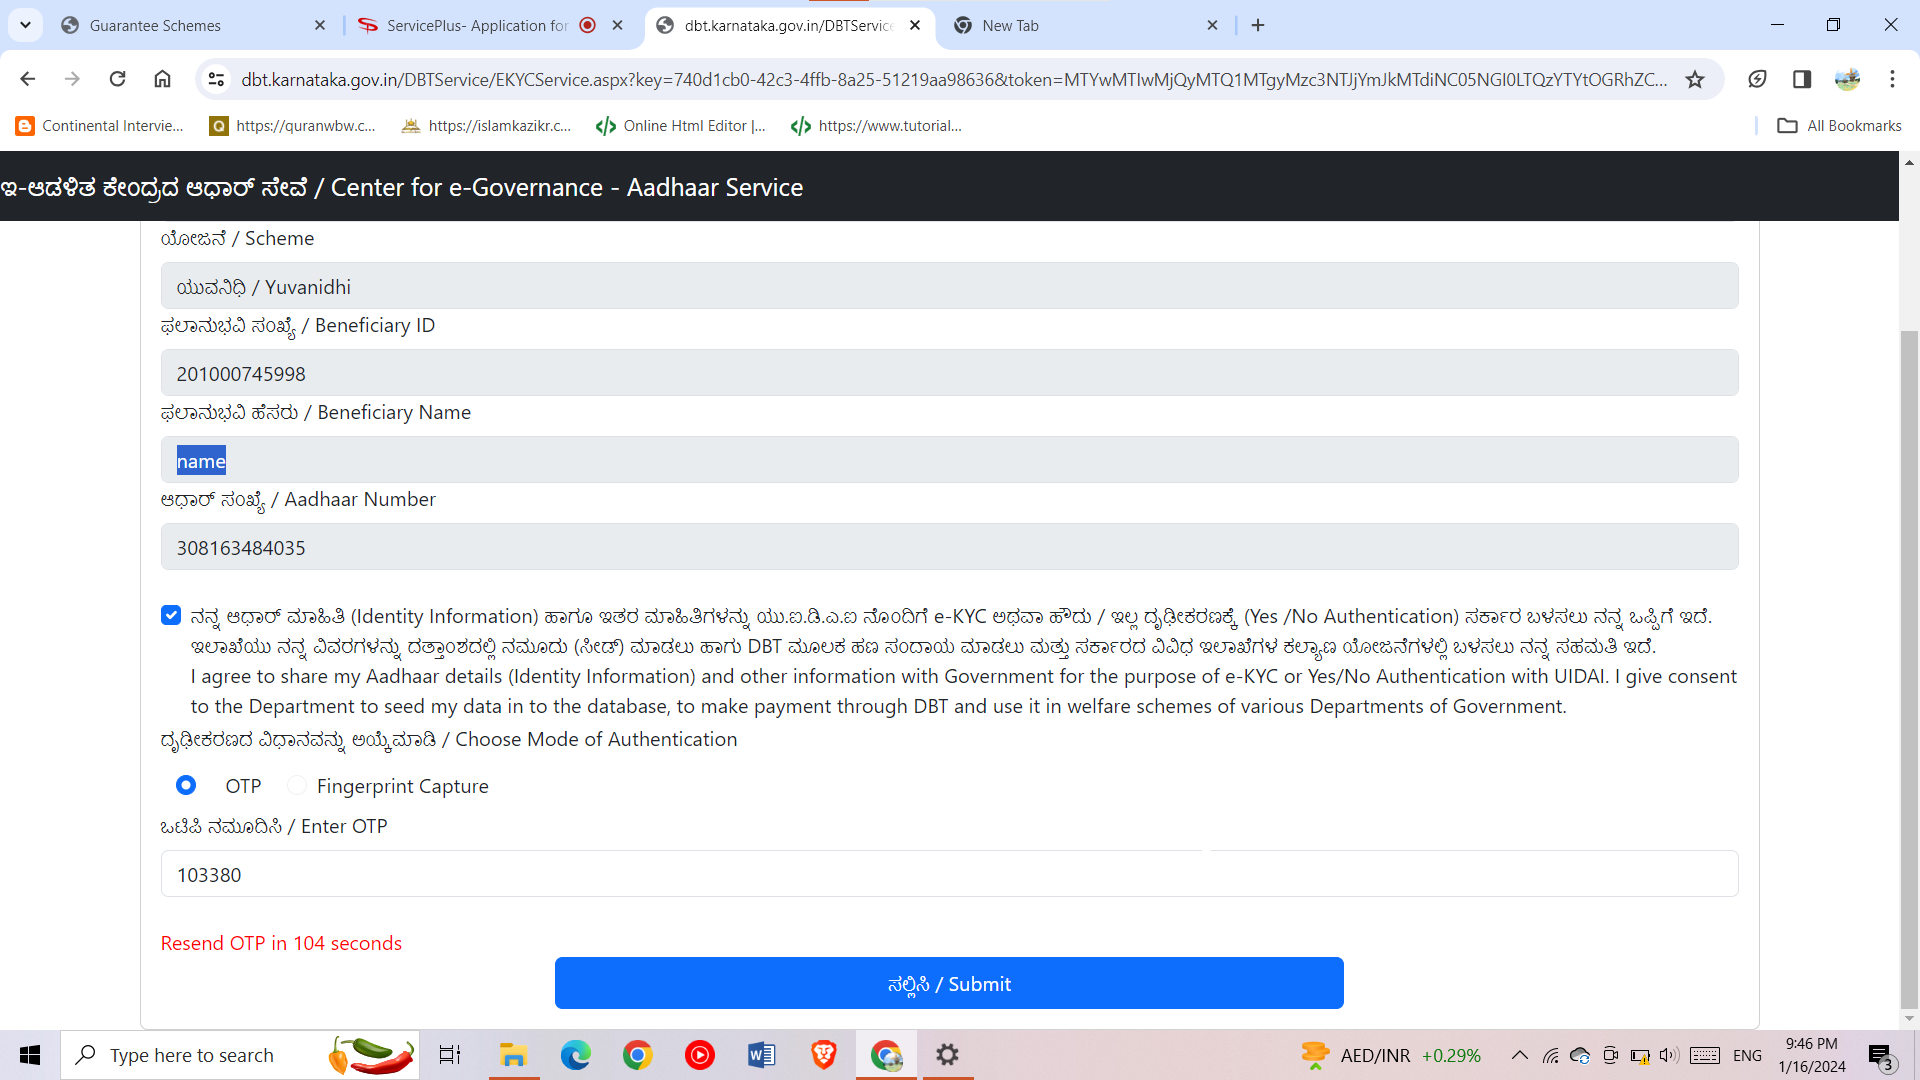 Guarantee Schemes
ServicePlus- Application for
dbt.karnataka.gov.in/DBTService
New Tab
dbt.karnataka.gov.in/DBTService/EKYCService.aspx?key=740d1cb0-42c3-4ffb-8a25-51219aa98636&token=MTYwMTIwMjQyMTQ1MTgyMzc3NTJjYmJkMTdiNC05NGI0LTQzYTYtOGRhZC...
Continental Intervie...
https://quranwbw.c...
https://islamkazikr.c...
Online Html Editor |...
https://www.tutorial...
All Bookmarks
ಇ-ಆಡಳಿತ ಕೇಂದ್ರದ ಆಧಾರ್ ಸೇವೆ / Center for e-Governance - Aadhaar Service
ಯೋಜನೆ / Scheme
ಯುವನಿಧಿ / Yuvanidhi
ಫಲಾನುಭವಿ ಸಂಖ್ಯೆ / Beneficiary ID
201000745998
ಫಲಾನುಭವಿ ಹೆಸರು / Beneficiary Name
name
ಆಧಾರ್ ಸಂಖ್ಯೆ / Aadhaar Number
308163484035
ನನ್ನ ಆಧಾರ್ ಮಾಹಿತಿ (Identity Information) ಹಾಗೂ ಇತರ ಮಾಹಿತಿಗಳನ್ನು ಯು.ಐ.ಡಿ.ಎ.ಐ ನೊಂದಿಗೆ e-KYC ಅಥವಾ ಹೌದು / ಇಲ್ಲ ದೃಢೀಕರಣಕ್ಕೆ (Yes /No Authentication) ಸರ್ಕಾರ ಬಳಸಲು ನನ್ನ ಒಪ್ಪಿಗೆ ಇದೆ.
ಇಲಾಖೆಯು ನನ್ನ ವಿವರಗಳನ್ನು ದತ್ತಾಂಶದಲ್ಲಿ ನಮೂದು (ಸೀಡ್) ಮಾಡಲು ಹಾಗು DBT ಮೂಲಕ ಹಣ ಸಂದಾಯ ಮಾಡಲು ಮತ್ತು ಸರ್ಕಾರದ ವಿವಿಧ ಇಲಾಖೆಗಳ ಕಲ್ಯಾಣ ಯೋಜನೆಗಳಲ್ಲಿ ಬಳಸಲು ನನ್ನ ಸಹಮತಿ ಇದೆ.
I agree to share my Aadhaar details (Identity Information) and other information with Government for the purpose of e-KYC or Yes/No Authentication with UIDAI. I give consent
to the Department to seed my data in to the database, to make payment through DBT and use it in welfare schemes of various Departments of Government.
ದೃಢೀಕರಣದ ವಿಧಾನವನ್ನು ಆಯ್ಕೆಮಾಡಿ / Choose Mode of Authentication
OTP Fingerprint Capture
ಒಟಿಪಿ ನಮೂದಿಸಿ / Enter OTP
103380
Resend OTP in 104 seconds
ಸಲ್ಲಿಸಿ / Submit
Type here to search
AED/INR +0.29%
ENG
9:46 PM
1/16/2024
3